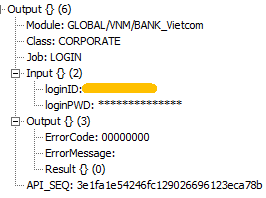 Output {} (6)
Module: GLOBAL/VNM/BANK_Vietcom
Class: CORPORATE
Job: LOGIN
Input {} (2)
loginID:
loginPWD: **************
Output {} (3)
ErrorCode: 00000000
ErrorMessage:
Result {} (0)
API_SEQ: 3e1fa1e54246fc129026696123eca78b